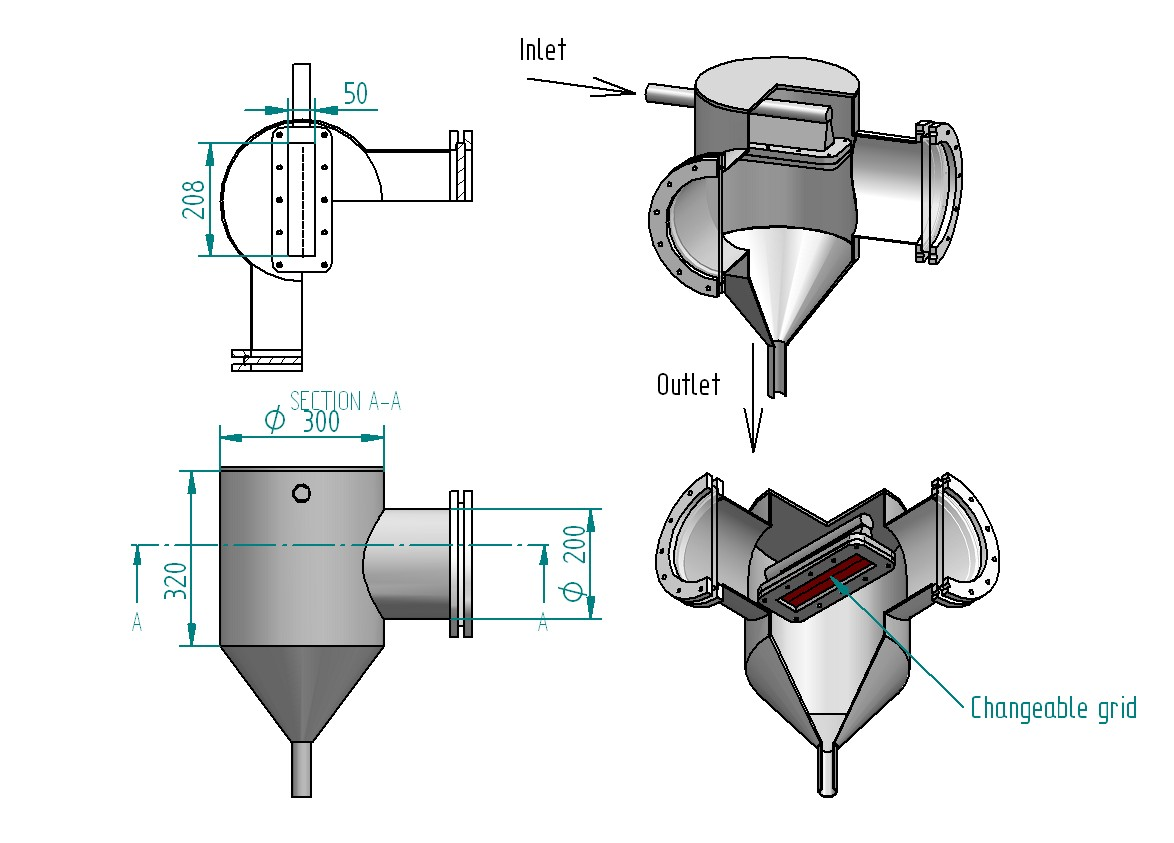 Inlet
50
208
Outlet
SECTION A-A
ϕ 300
320
ϕ 200
A
A
Changeable grid